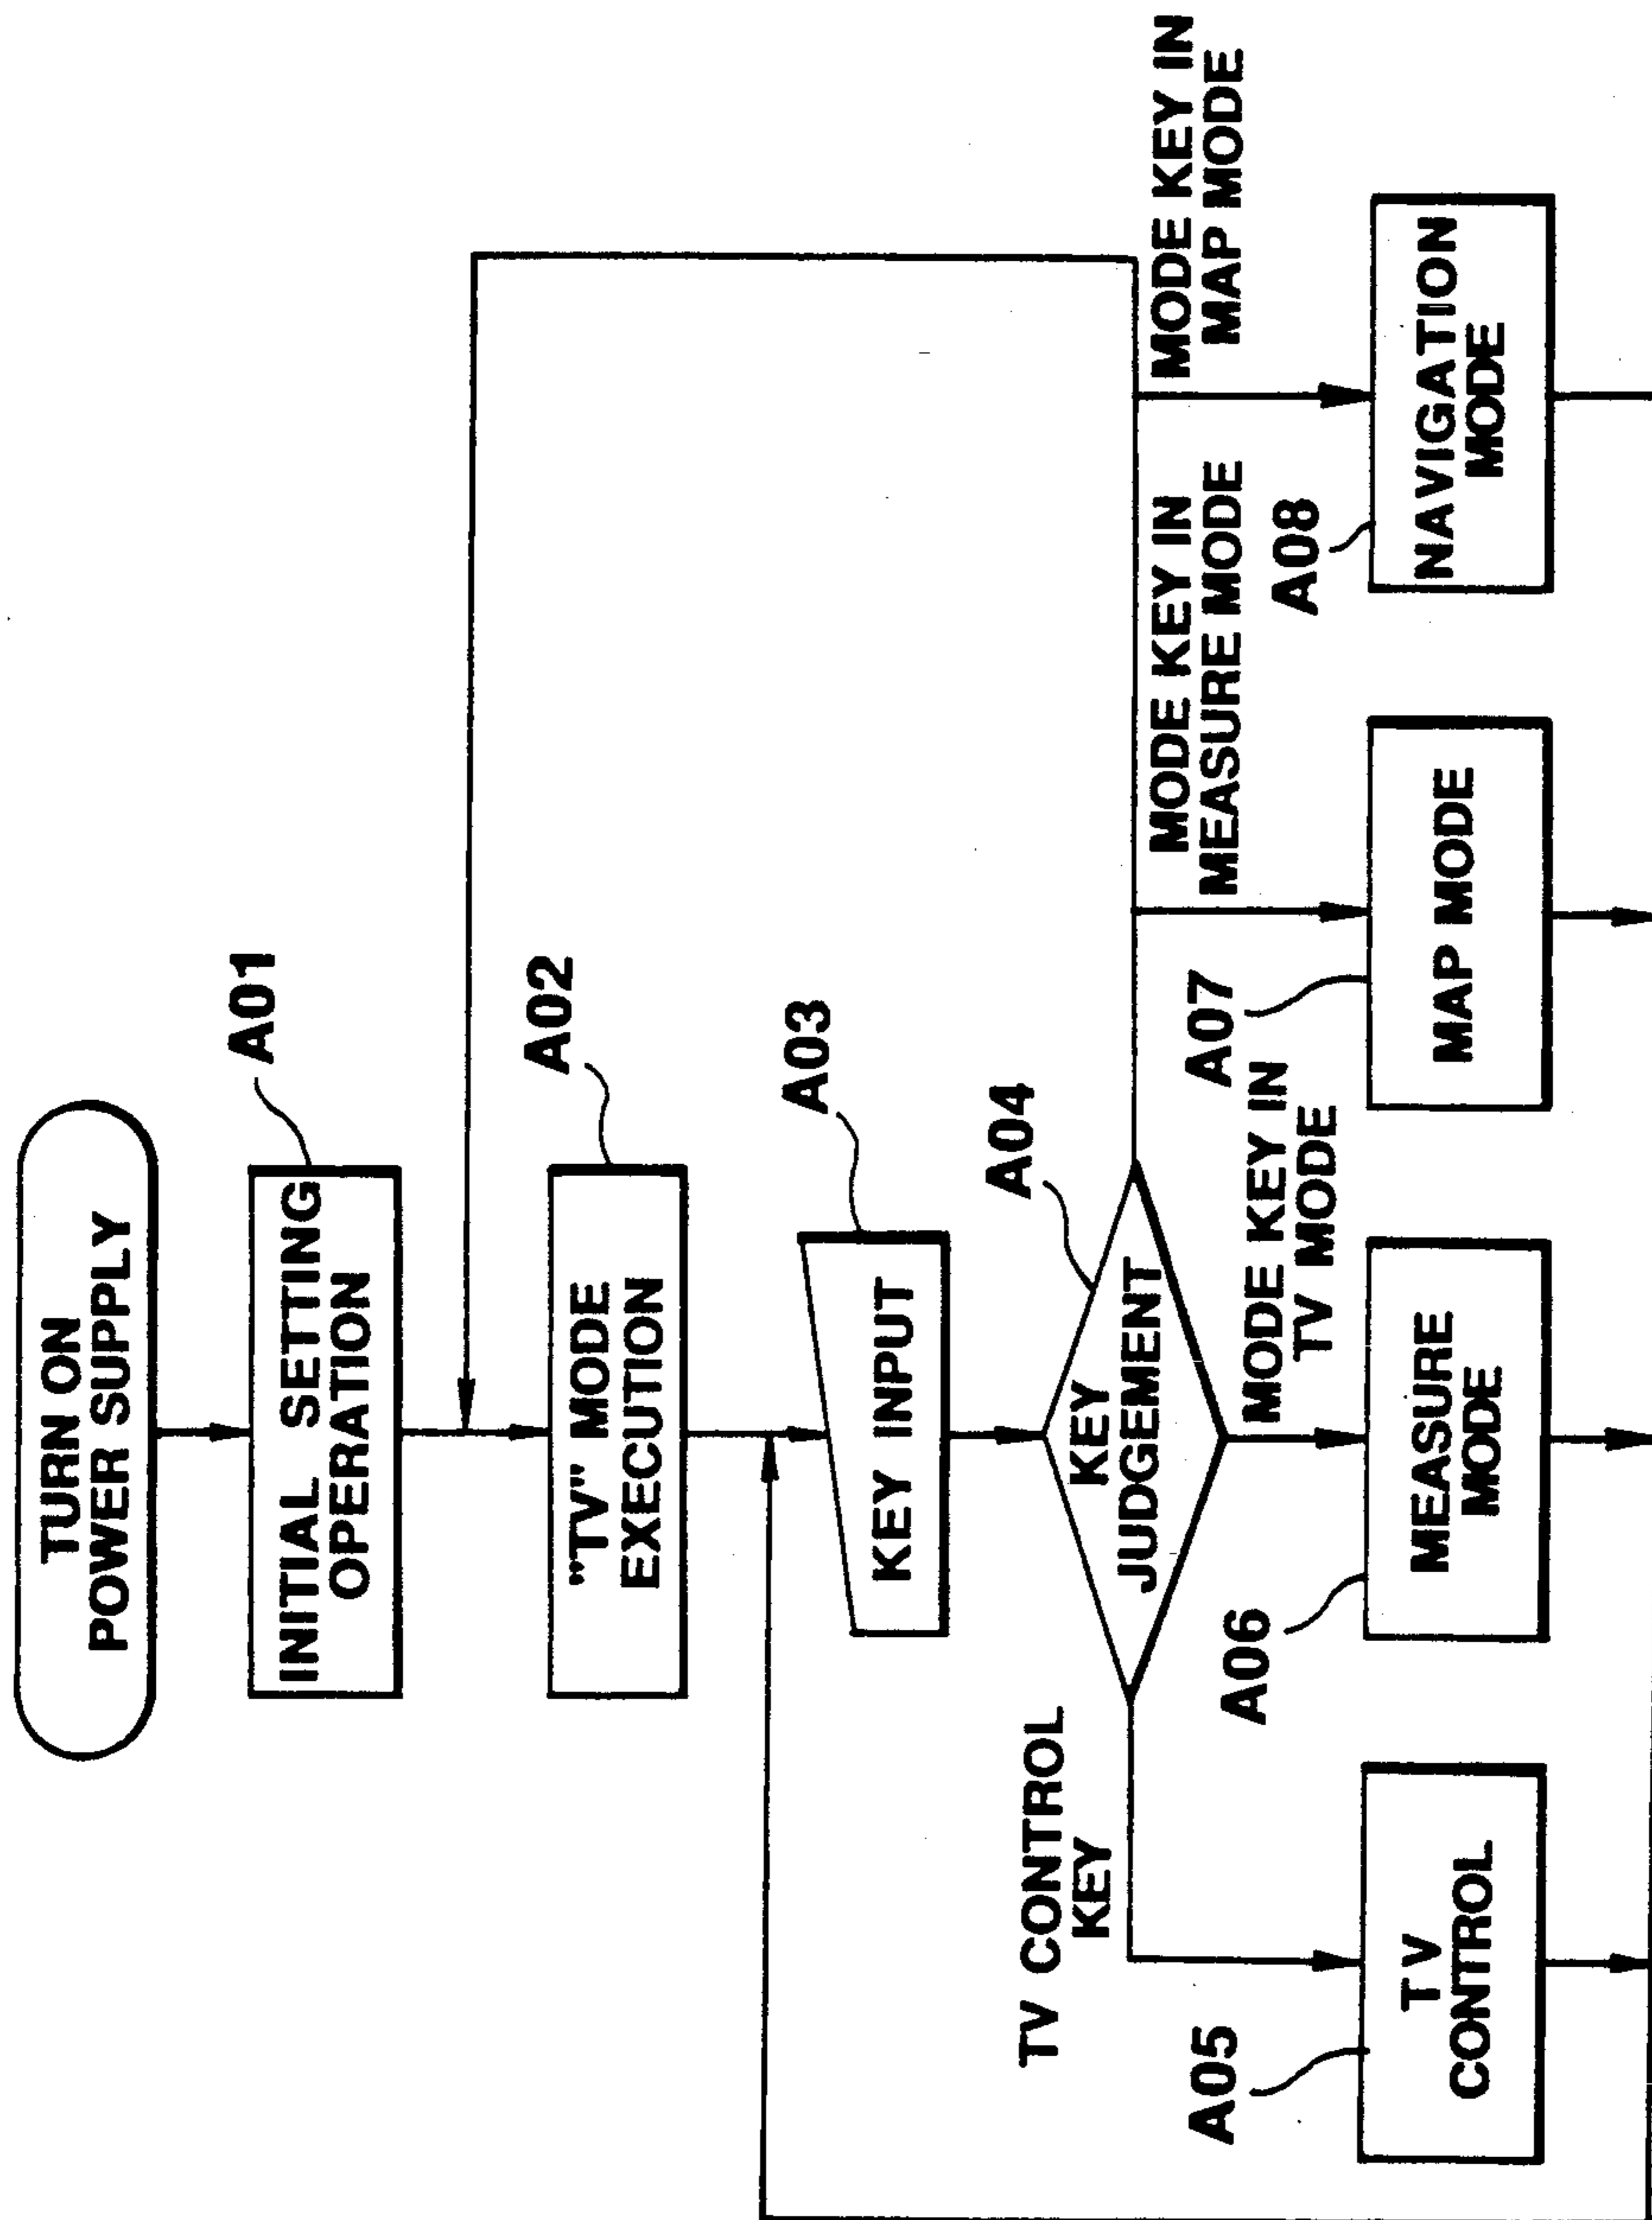 TURN ON
POWER SUPPLY
A01
INITIAL SETTING
OPERATION
A02
"TV" MODE
EXECUTION
A03
KEY INPUT
A04
KEY
JUDGEMENT
TV CONTROL
KEY
MODE KEY IN
TV MODE
MODE KEY IN
MEASURE MODE
MODE KEY IN
MAP MODE
A05
TV
CONTROL
A06
MEASURE
MODE
A07
MAP MODE
A08
NAVIGATION
MODE